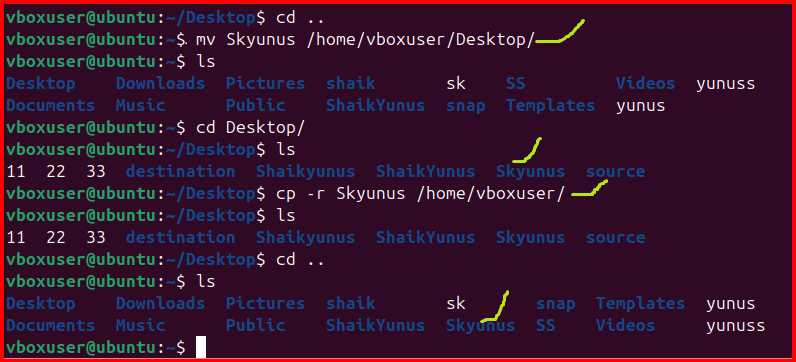 vboxuser@ubuntu:~/Desktop$ cd ..
vboxuser@ubuntu:~$ mv Skyunus /home/vboxuser/Desktop/
vboxuser@ubuntu:~$ ls
Desktop    Downloads  Pictures  shaik       sk    SS         Videos  yunuss
Documents  Music      Public    ShaikYunus  snap  Templates  yunus
vboxuser@ubuntu:~$ cd Desktop/
vboxuser@ubuntu:~/Desktop$ ls
11  22  33  destination  Shaikyunus  ShaikYunus  Skyunus  source
vboxuser@ubuntu:~/Desktop$ cp -r Skyunus /home/vboxuser/
vboxuser@ubuntu:~/Desktop$ ls
11  22  33  destination  Shaikyunus  ShaikYunus  Skyunus  source
vboxuser@ubuntu:~/Desktop$ cd ..
vboxuser@ubuntu:~$ ls
Desktop    Downloads  Pictures  shaik       sk       snap  Templates  yunus
Documents  Music      Public    ShaikYunus  Skyunus  SS    Videos     yunuss
vboxuser@ubuntu:~$